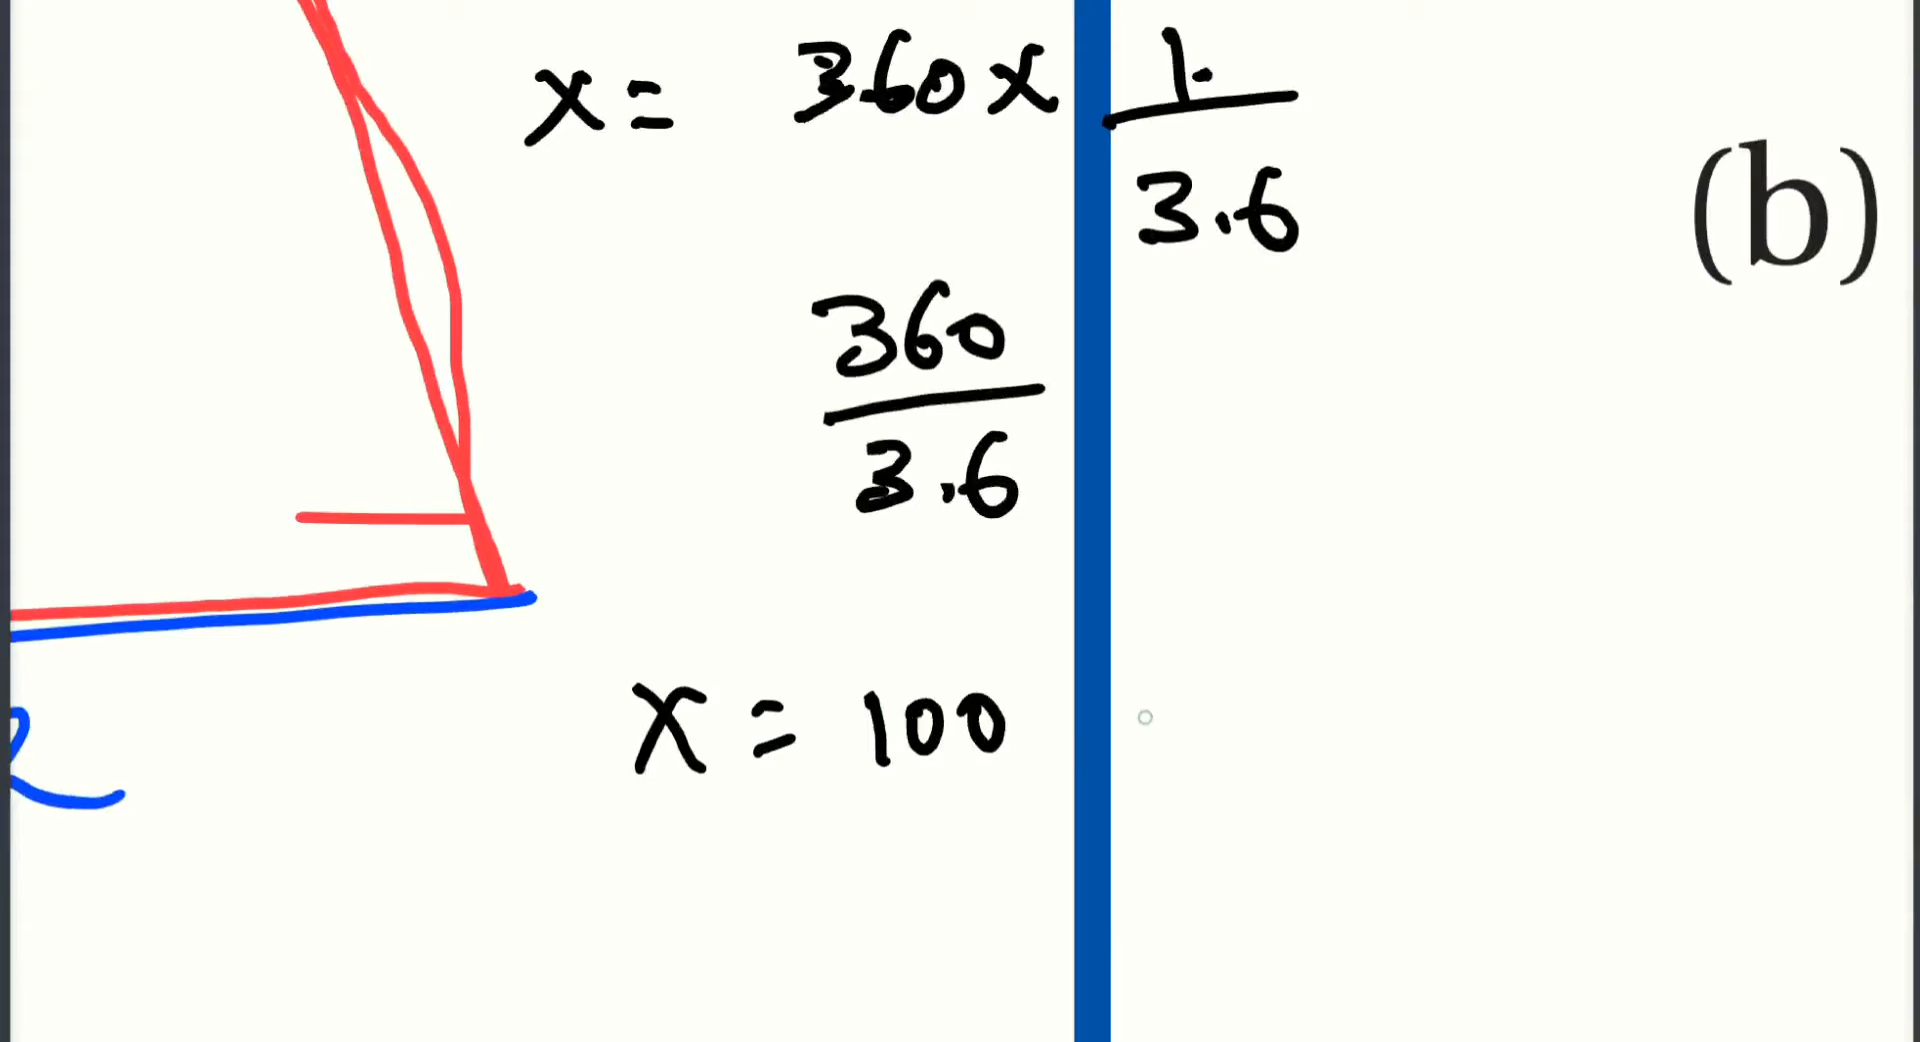 x = 360 x 1.
3.6
(b)
360
3.6
x = 100